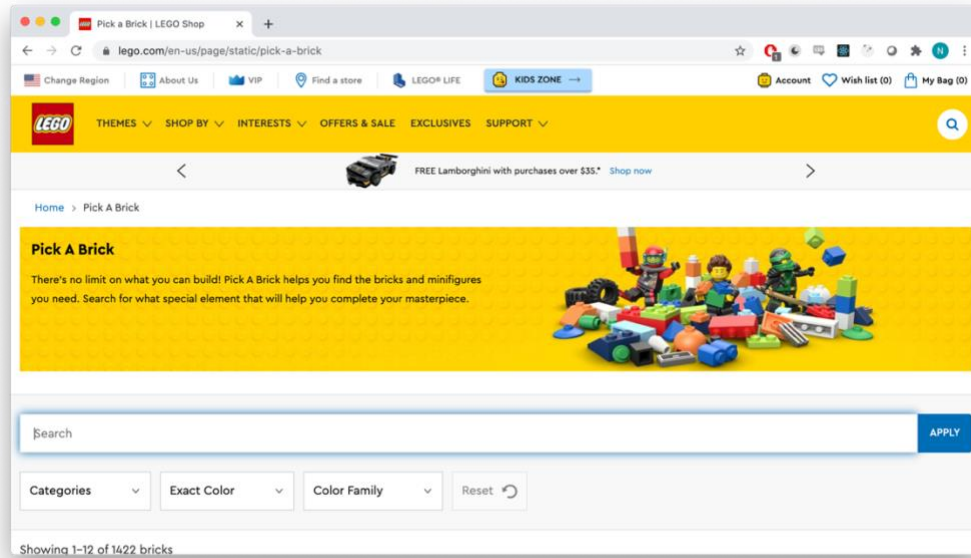 Pick a Brick | LEGO Shop
lego.com/en-us/page/static/pick-a-brick
1
N
Change Region About Us VIP Find a store LEGO® LIFE KIDS ZONE → Account Wish list (0) My Bag (0)
LEGO THEMES SHOP BY INTERESTS OFFERS & SALE EXCLUSIVES SUPPORT
FREE Lamborghini with purchases over $35.* Shop now
Home > Pick A Brick
Pick A Brick
There's no limit on what you can build! Pick A Brick helps you find the bricks and minifigures
you need. Search for what special element that will help you complete your masterpiece.
Search APPLY
Categories Exact Color Color Family Reset
Showing 1-12 of 1422 bricks